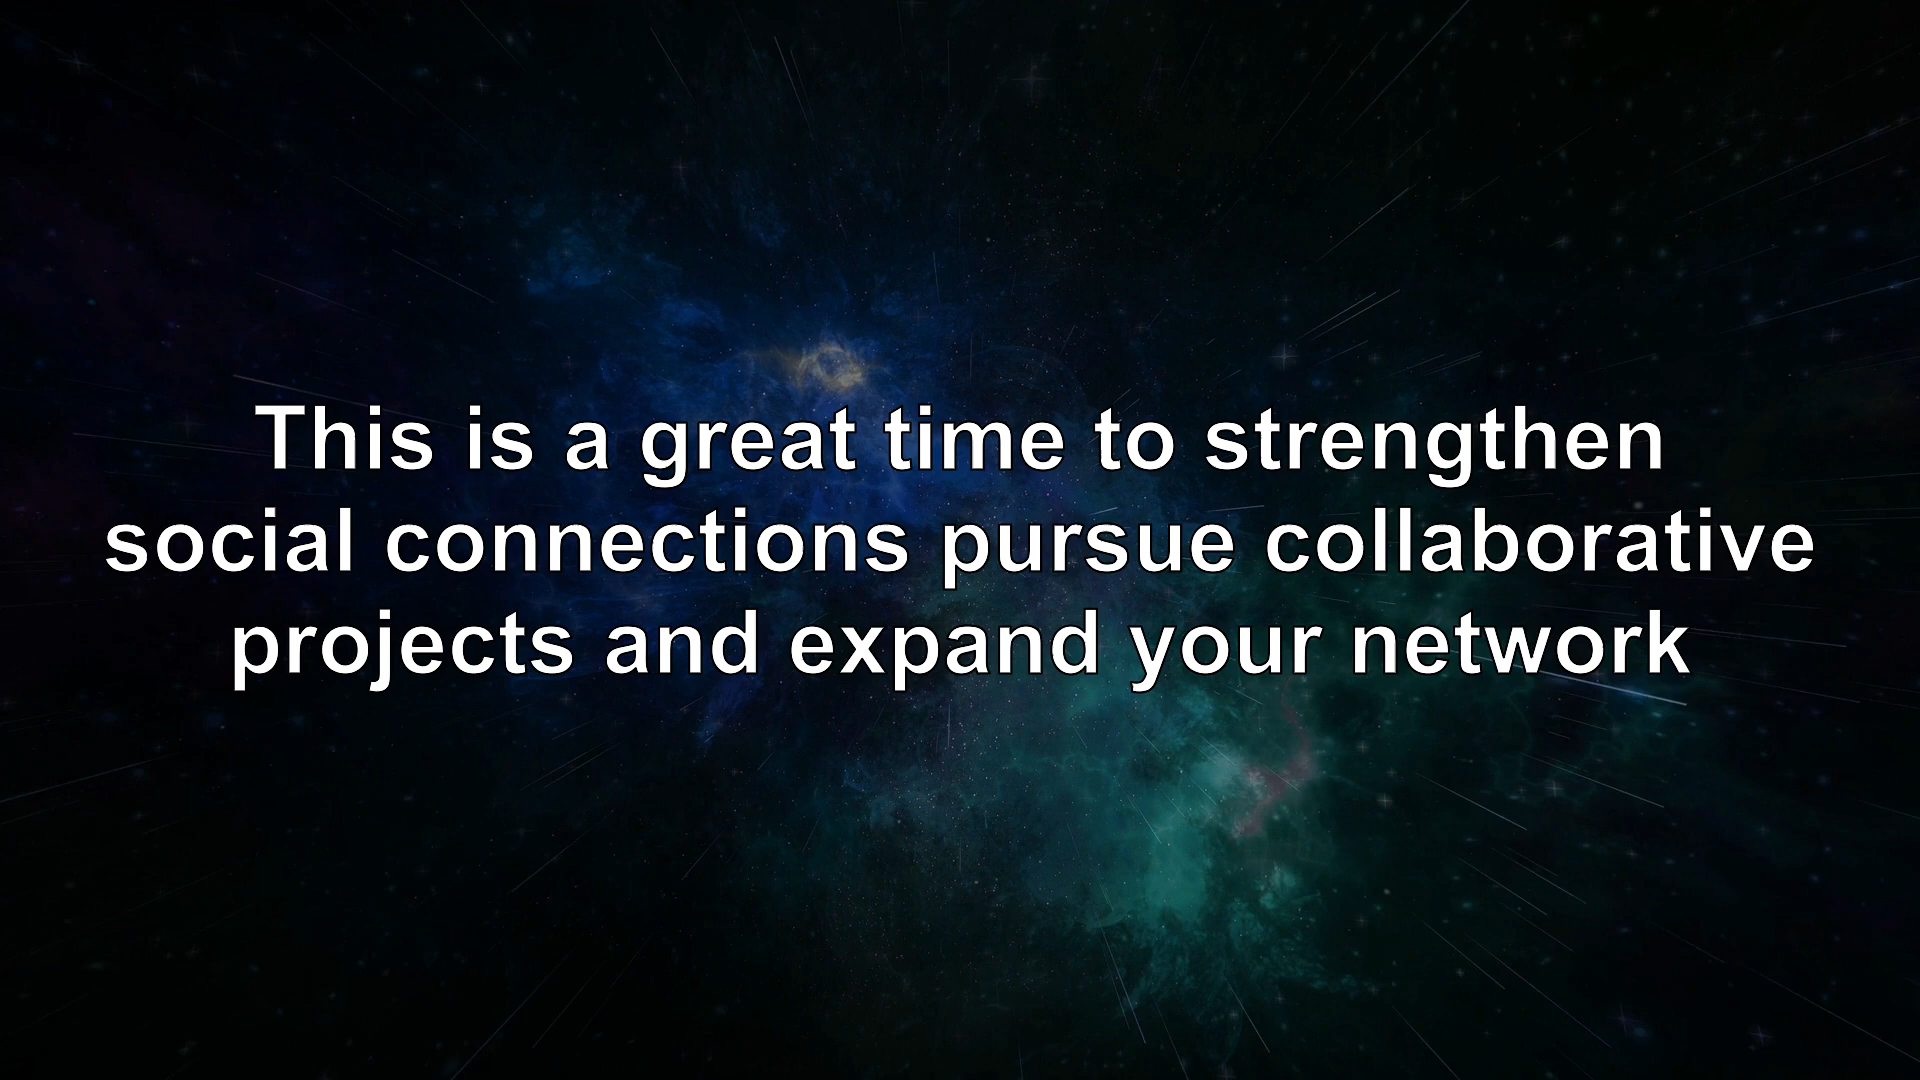 This is a great time to strengthen
social connections pursue collaborative
projects and expand your network